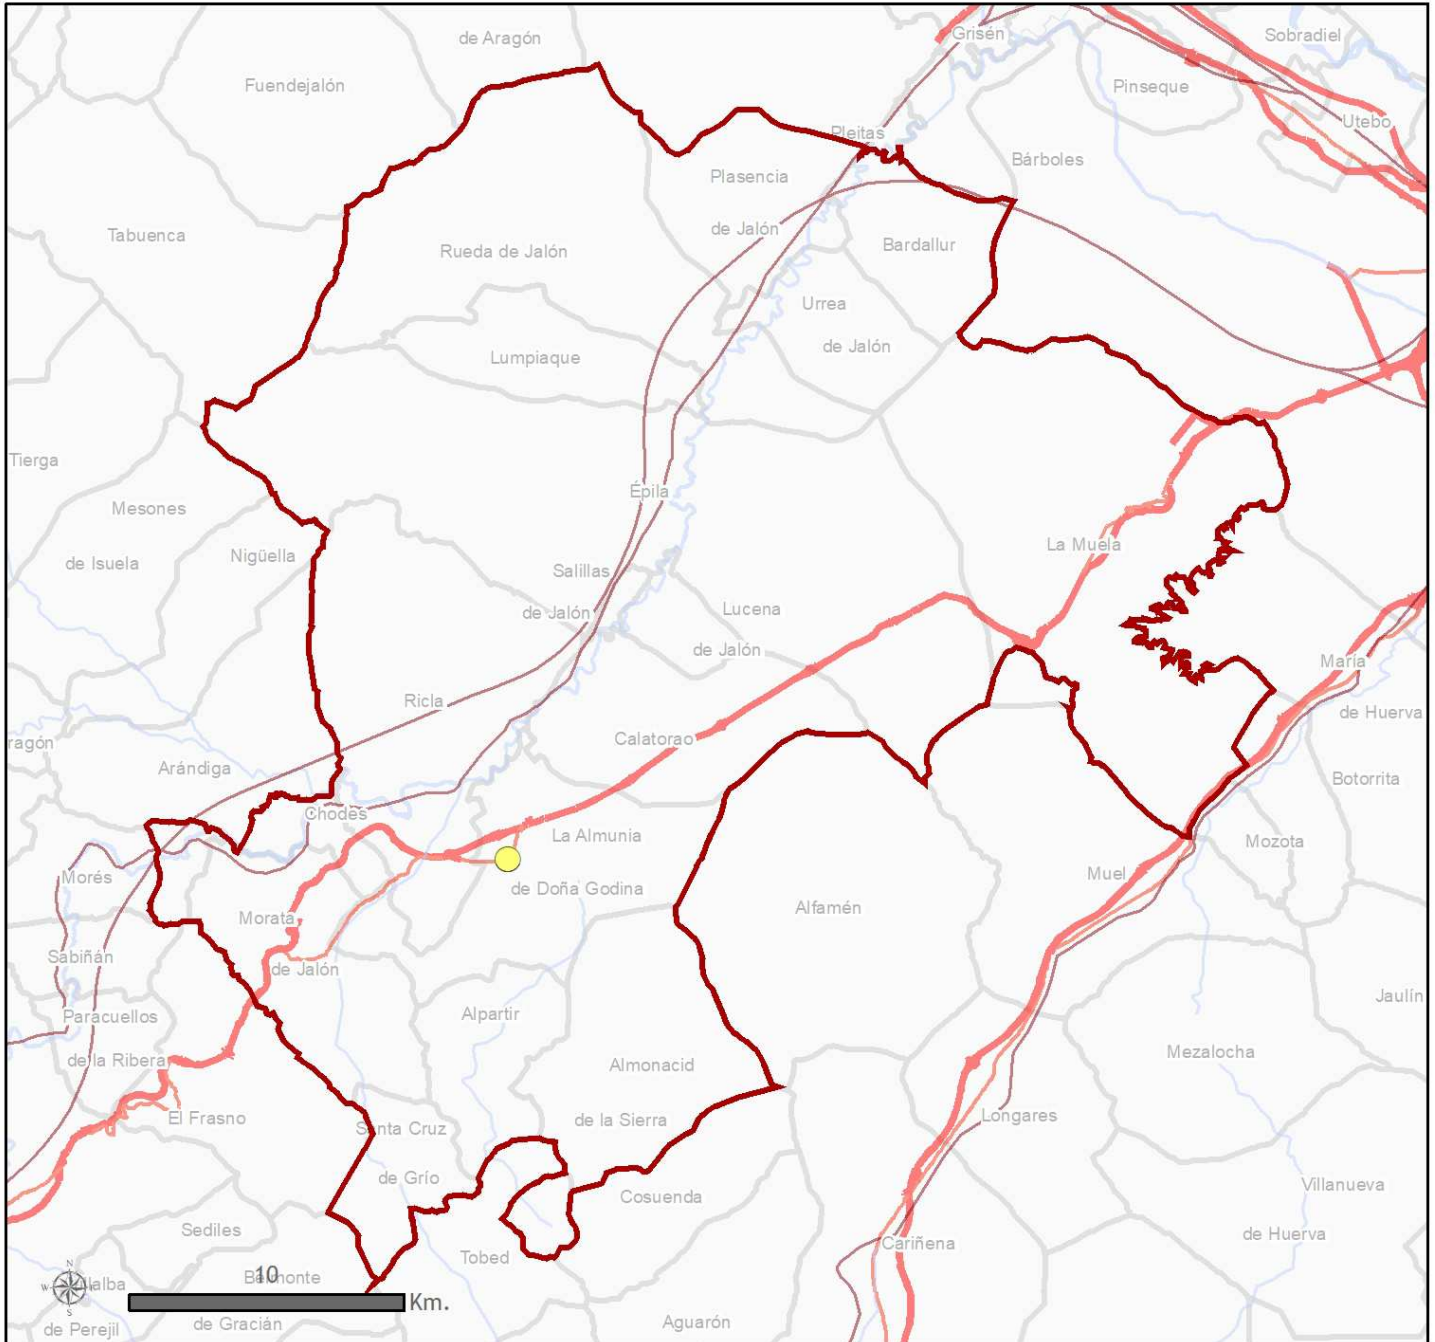 de Aragón
Grisén
Sobradiel
Fuendejalón
Pinseque
Utebo
Pleitas
Bárboles
Plasencia
de Jalón
Tabuenca
Rueda de Jalón
Bardallur
Urrea
de Jalón
Lumpiaque
Tierga
Mesones
de Isuela
Épila
Nigüella
La Muela
Salillas
de Jalón
Lucena
de Jalón
María
de Huerva
Ricla
Calatorao
ragón
Arándiga
Botorrita
Chodes
La Almunia
de Doña Godina
Mozota
Morés
Muel
Morata
de Jalón
Alfamén
Sabiñán
Jaulín
Paracuellos
de la Ribera
Alpartir
Mezalocha
Almonacid
de la Sierra
El Frasno
Santa Cruz
de Grío
Longares
Cosuenda
Villanueva
de Huerva
Sediles
Tobed
Cariñena
N
W
S
10
Km.
Belmonte
de Gracián
de Perejil
Aguarón